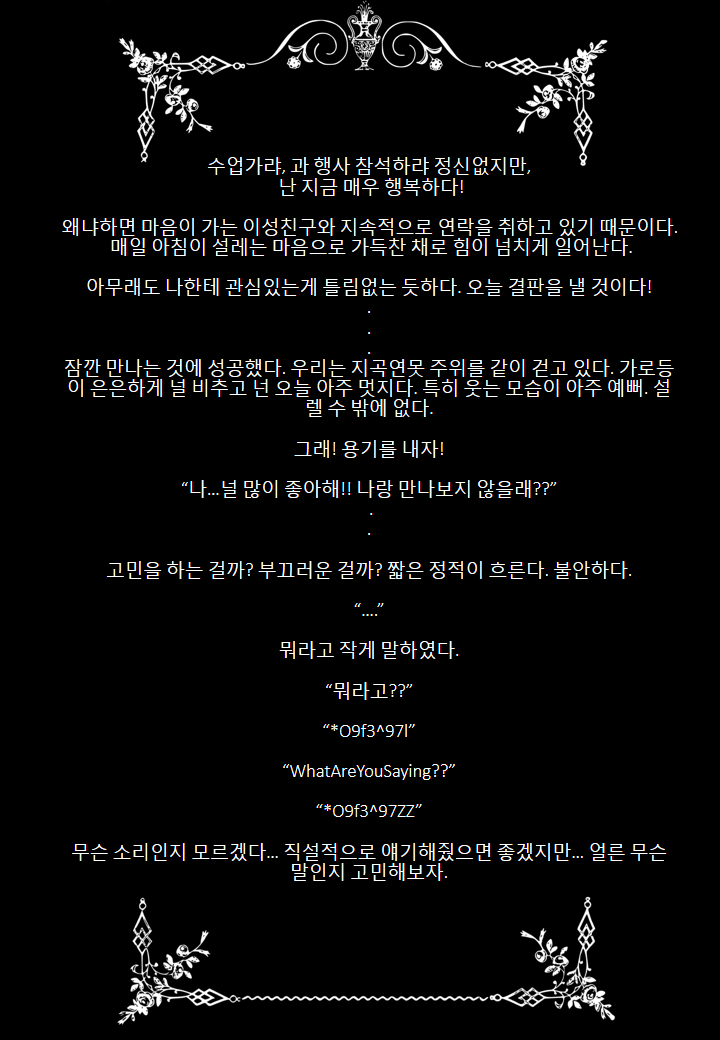 수업가랴, 과 행사 참석하랴 정신없지만,
난 지금 매우 행복하다!
왜냐하면 마음이 가는 이성친구와 지속적으로 연락을 취하고 있기 때문이다.
매일 아침이 설레는 마음으로 가득찬 채로 힘이 넘치게 일어난다.
아무래도 나한테 관심있는게 틀림없는 듯하다. 오늘 결판을 낼 것이다!
.
.
.
잠깐 만나는 것에 성공했다. 우리는 지곡연못 주위를 같이 걷고 있다. 가로등
이 은은하게 널 비추고 넌 오늘 아주 멋지다. 특히 웃는 모습이 아주 예뻐. 설
렐 수 밖에 없다.
그래! 용기를 내자!
“나...널 많이 좋아해!! 나랑 만나보지 않을래??”
.
.
고민을 하는 걸까? 부끄러운 걸까? 짧은 정적이 흐른다. 불안하다.
“....”
뭐라고 작게 말하였다.
“뭐라고??”
“*O9f3^97l”
“WhatAreYouSaying??”
“*O9f3^97ZZ”
무슨 소리인지 모르겠다... 직설적으로 얘기해줬으면 좋겠지만... 얼른 무슨
말인지 고민해보자.